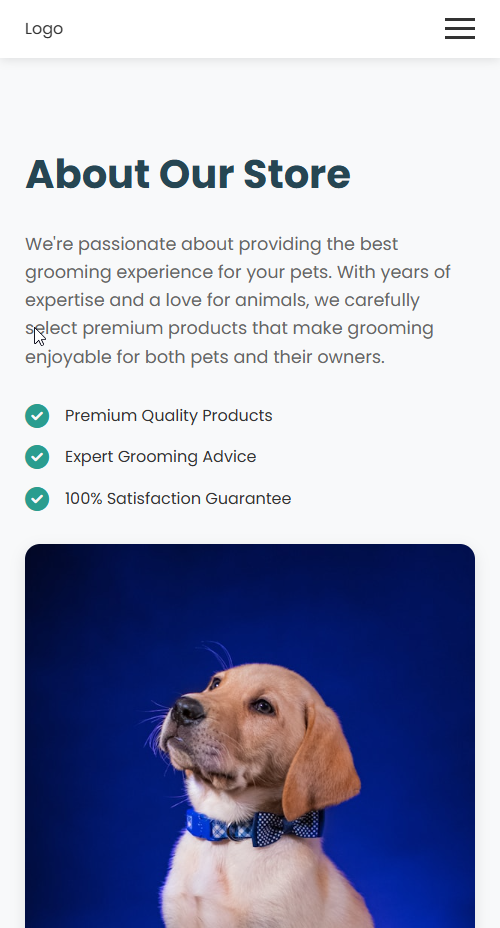 Logo
About Our Store
We're passionate about providing the best
grooming experience for your pets. With years of
expertise and a love for animals, we carefully
select premium products that make grooming
enjoyable for both pets and their owners.
Premium Quality Products
Expert Grooming Advice
100% Satisfaction Guarantee